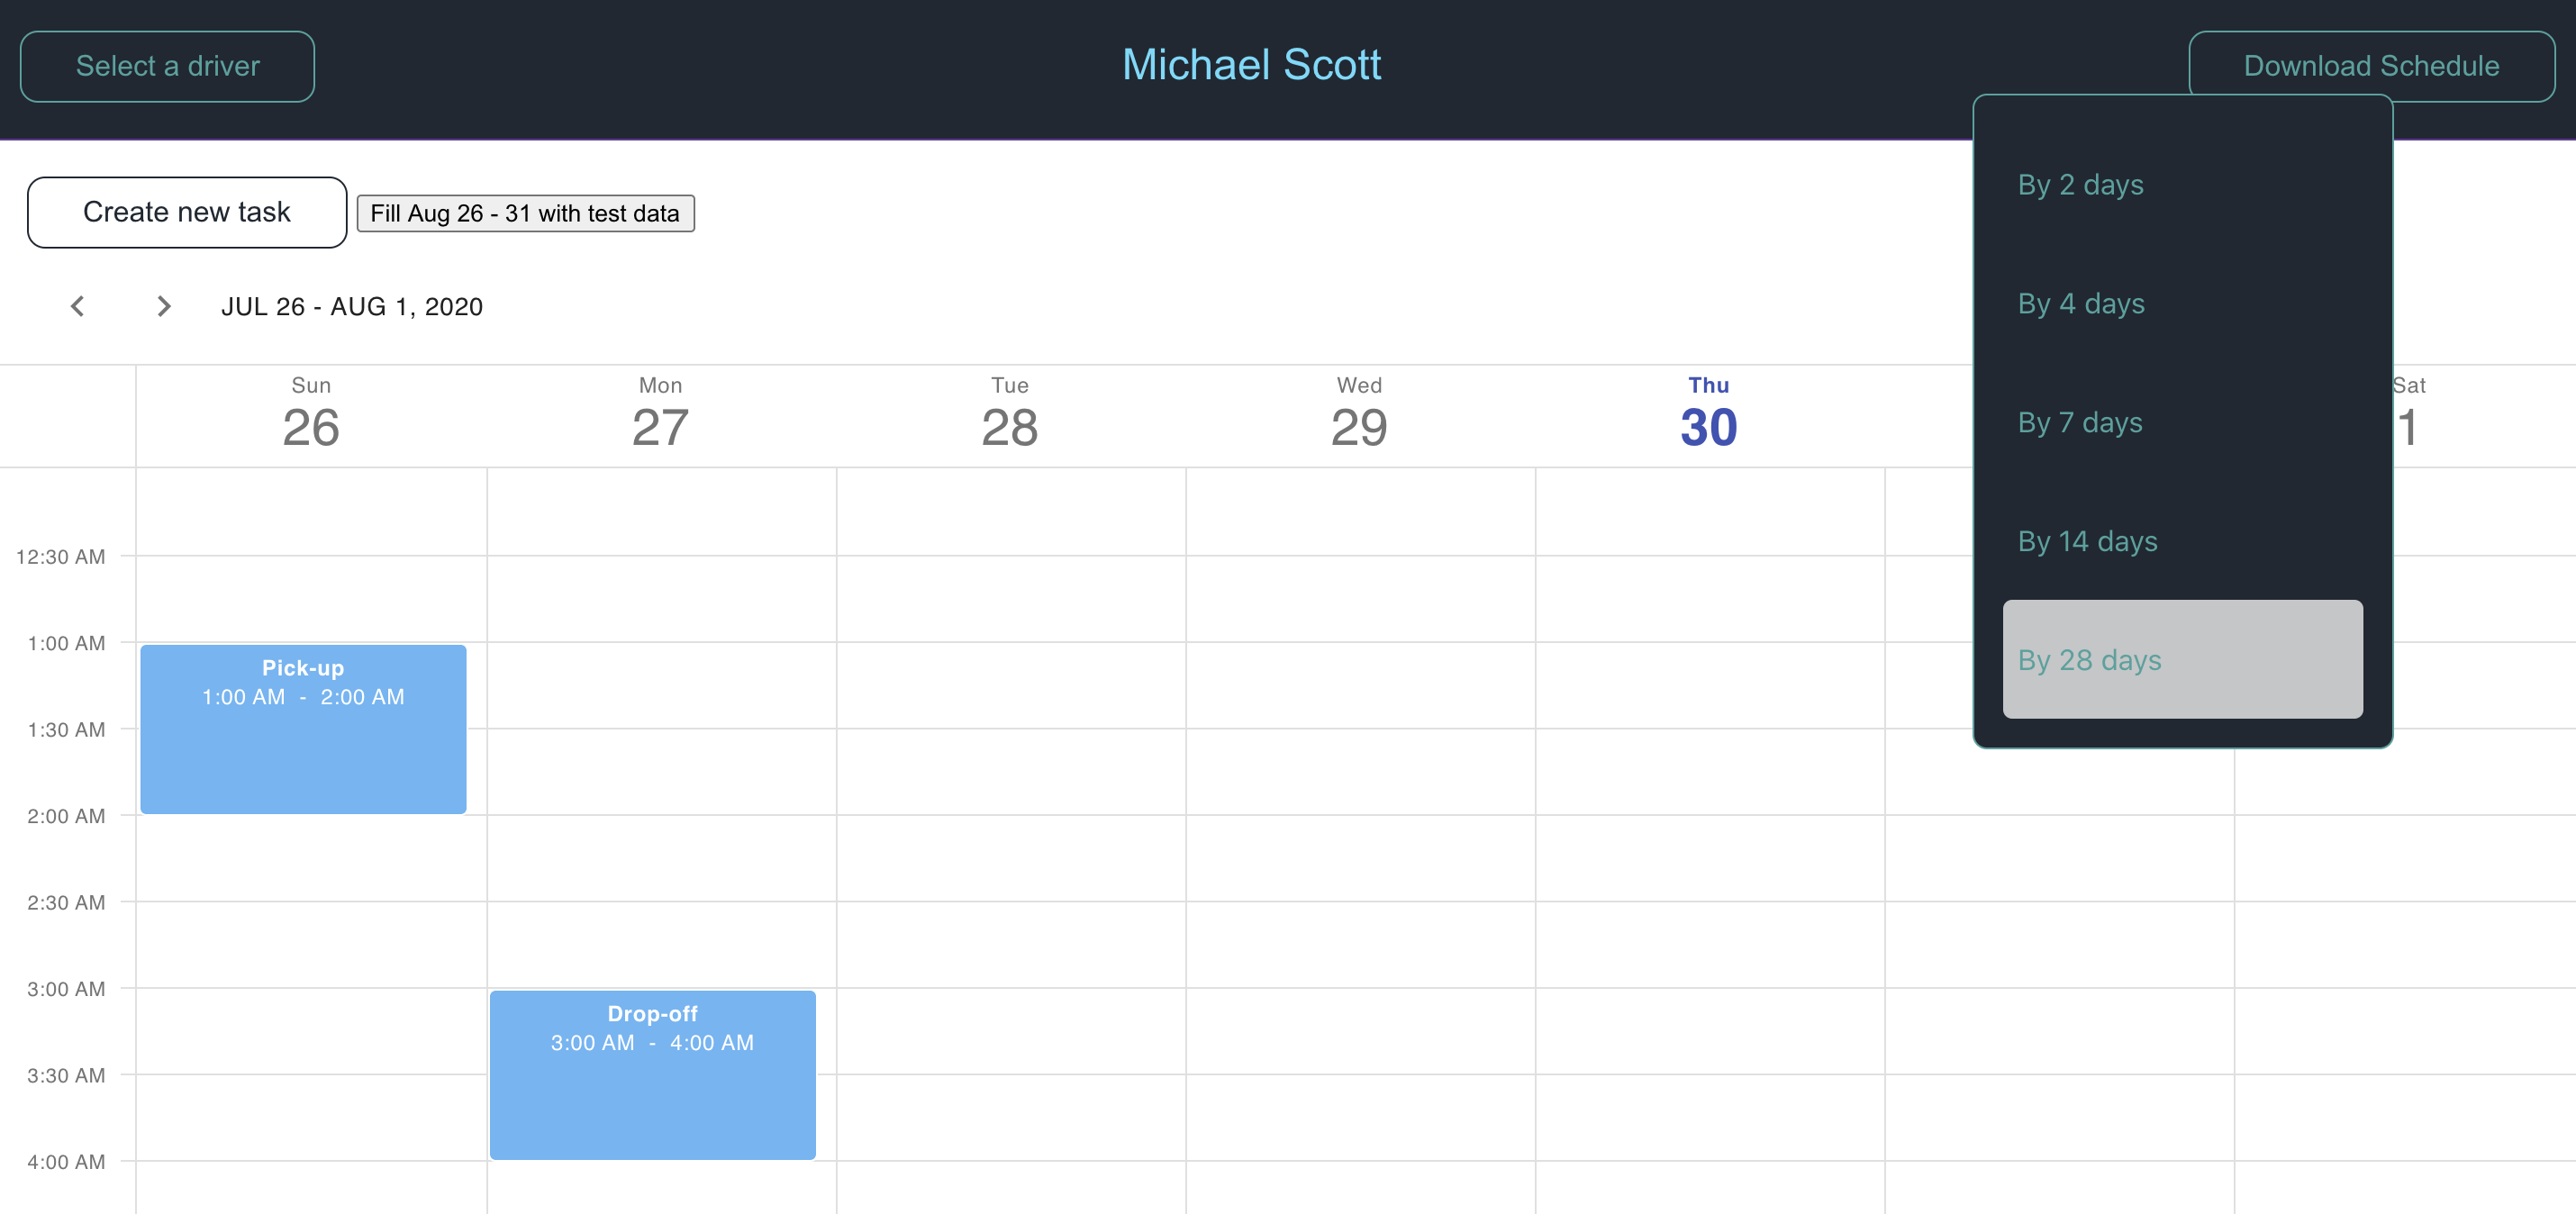 Select a driver
Michael Scott
Download Schedule
By 2 days
By 4 days
By 7 days
By 14 days
By 28 days
Create new task
Fill Aug 26 - 31 with test data
JUL 26 - AUG 1, 2020
Sun
26
Mon
27
Tue
28
Wed
29
Thu
30
Sat
1
12:30 AM
1:00 AM
Pick-up
1:00 AM - 2:00 AM
1:30 AM
2:00 AM
2:30 AM
3:00 AM
Drop-off
3:00 AM - 4:00 AM
3:30 AM
4:00 AM